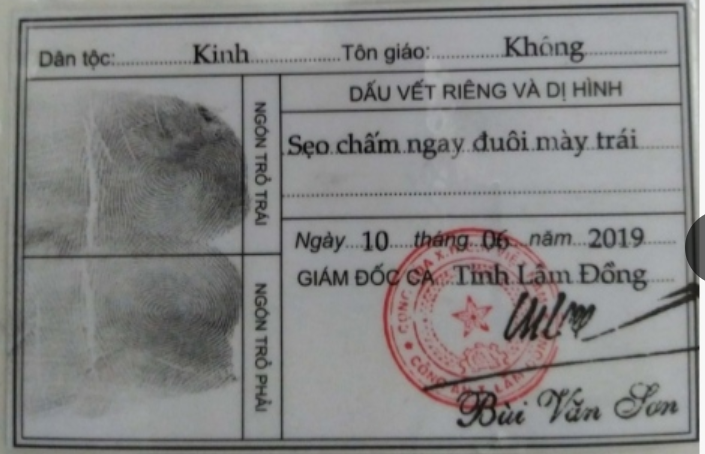 Dân tộc: Kinh Tôn giáo: Không
NGÓN TRỎ TRÁI
NGÓN TRỎ PHẢI
DẤU VẾT RIÊNG VÀ DỊ HÌNH
Sẹo chấm ngay đuôi mày trái
Ngày 10 tháng 06 năm 2019
GIÁM ĐỐC CA Tỉnh Lâm Đồng
Bùi Văn Sơn